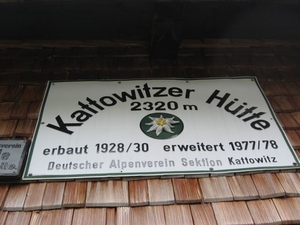 Kattowitzer Hütte
2320 m
erbaut 1928/30 erweitert 1977/78
Deutscher Alpenverein Sektion Kattowitz